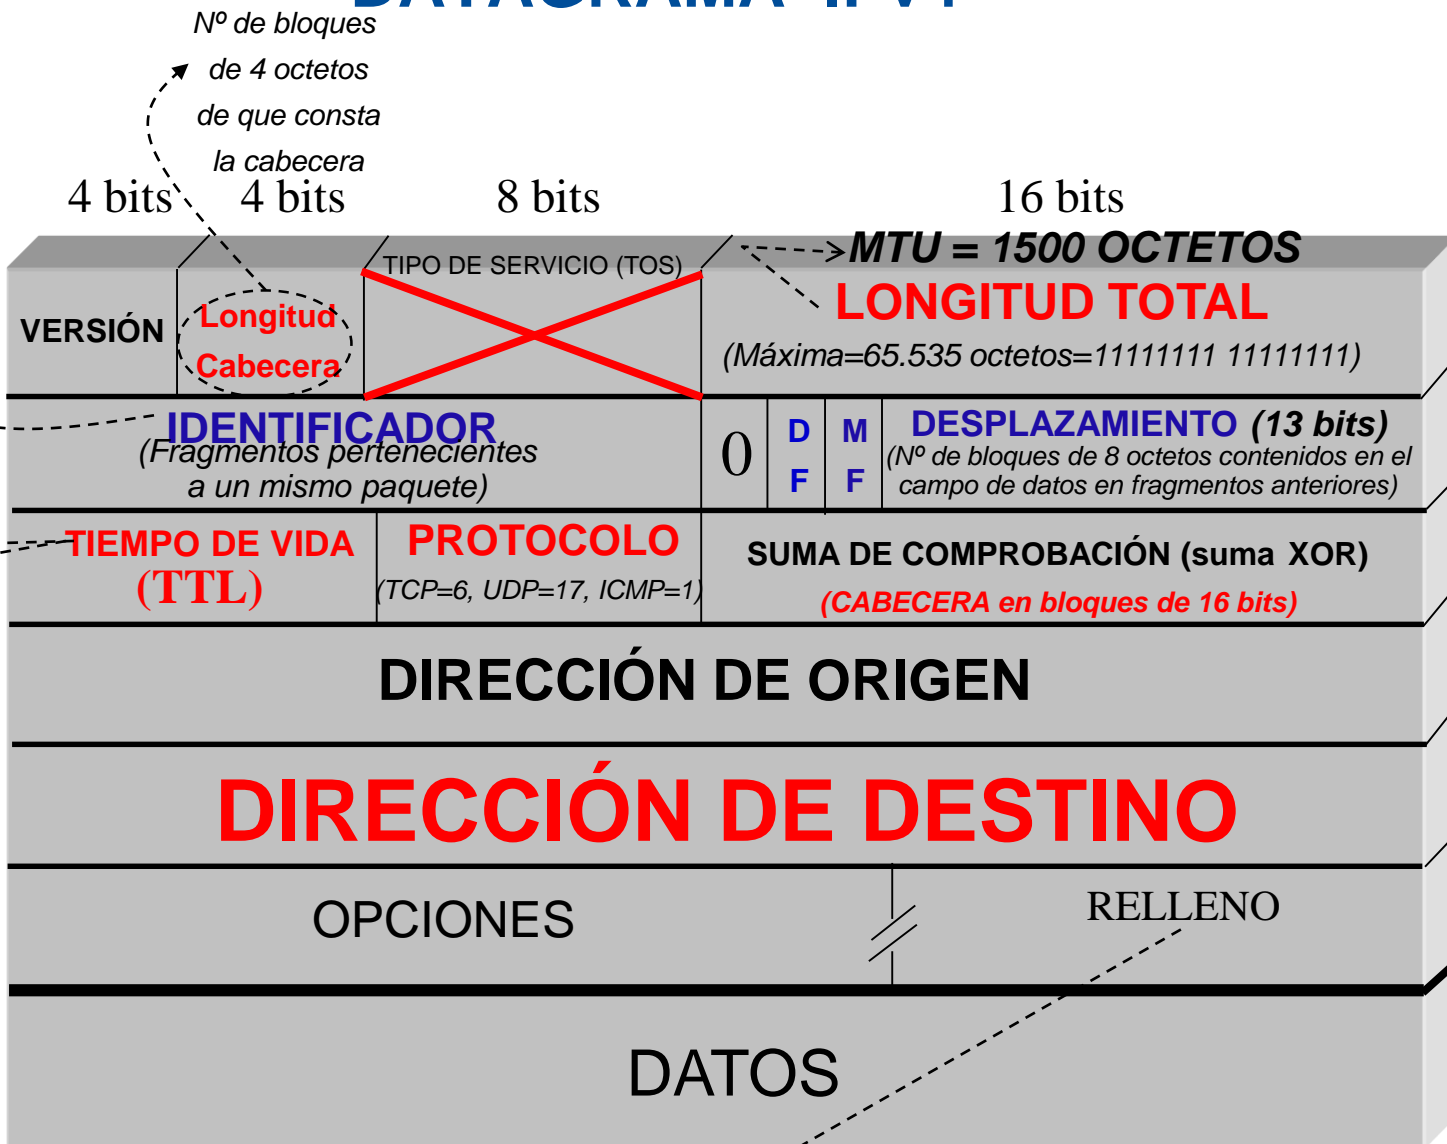 DATAGRAMA IPv4
Nº de bloques
de 4 octetos
de que consta
la cabecera
4 bits 4 bits 8 bits 16 bits
MTU = 1500 OCTETOS
TIPO DE SERVICIO (TOS)
VERSIÓN
Longitud
Cabecera
LONGITUD TOTAL
(Máxima=65.535 octetos=11111111 11111111)
IDENTIFICADOR
(Fragmentos pertenecientes
a un mismo paquete)
0
D
F
M
F
DESPLAZAMIENTO (13 bits)
(Nº de bloques de 8 octetos contenidos en el
campo de datos en fragmentos anteriores)
TIEMPO DE VIDA
(TTL)
PROTOCOLO
(TCP=6, UDP=17, ICMP=1)
SUMA DE COMPROBACIÓN (suma XOR)
(CABECERA en bloques de 16 bits)
DIRECCIÓN DE ORIGEN
DIRECCIÓN DE DESTINO
OPCIONES
RELLENO
DATOS